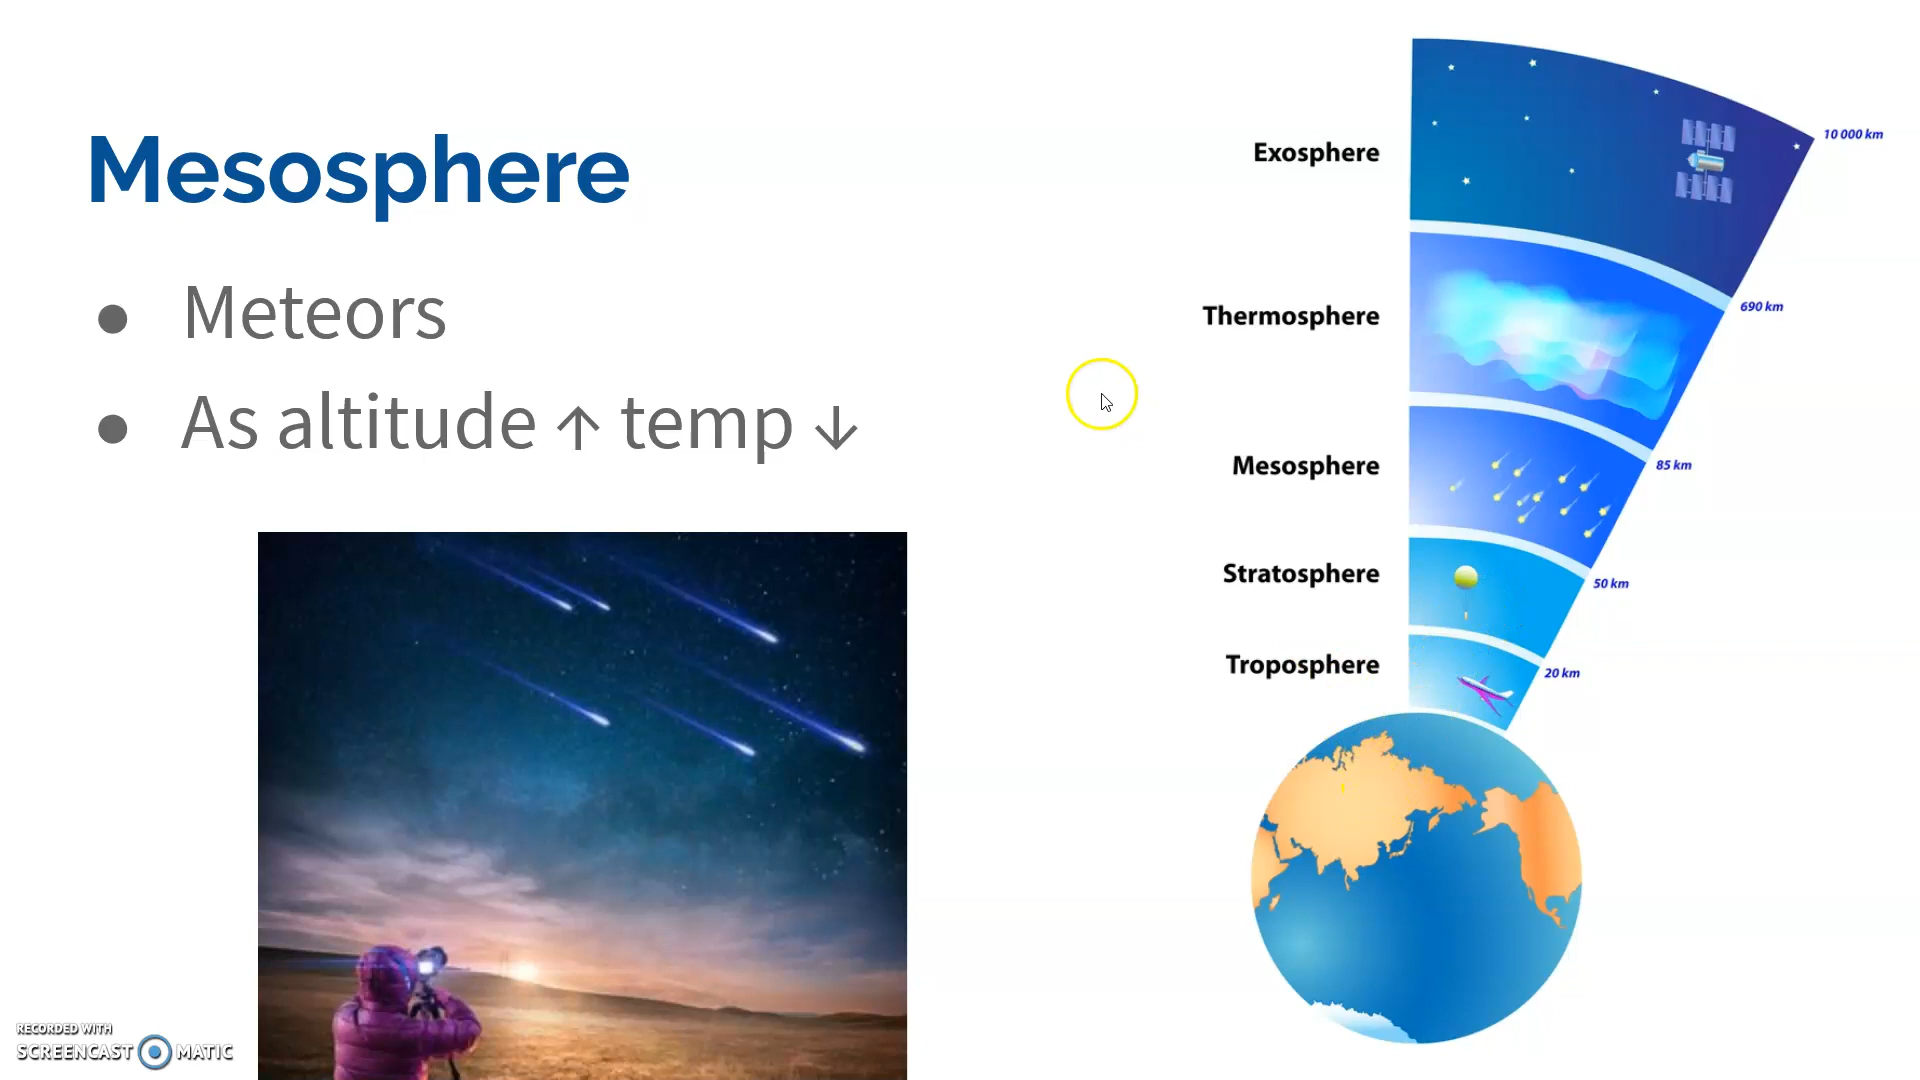 Mesosphere
● Meteors
● As altitude ↑ temp ↓
Exosphere
10 000 km
Thermosphere
690 km
Mesosphere
85 km
Stratosphere
50 km
Troposphere
20 km
RECORDED WITH
SCREENCAST MATIC